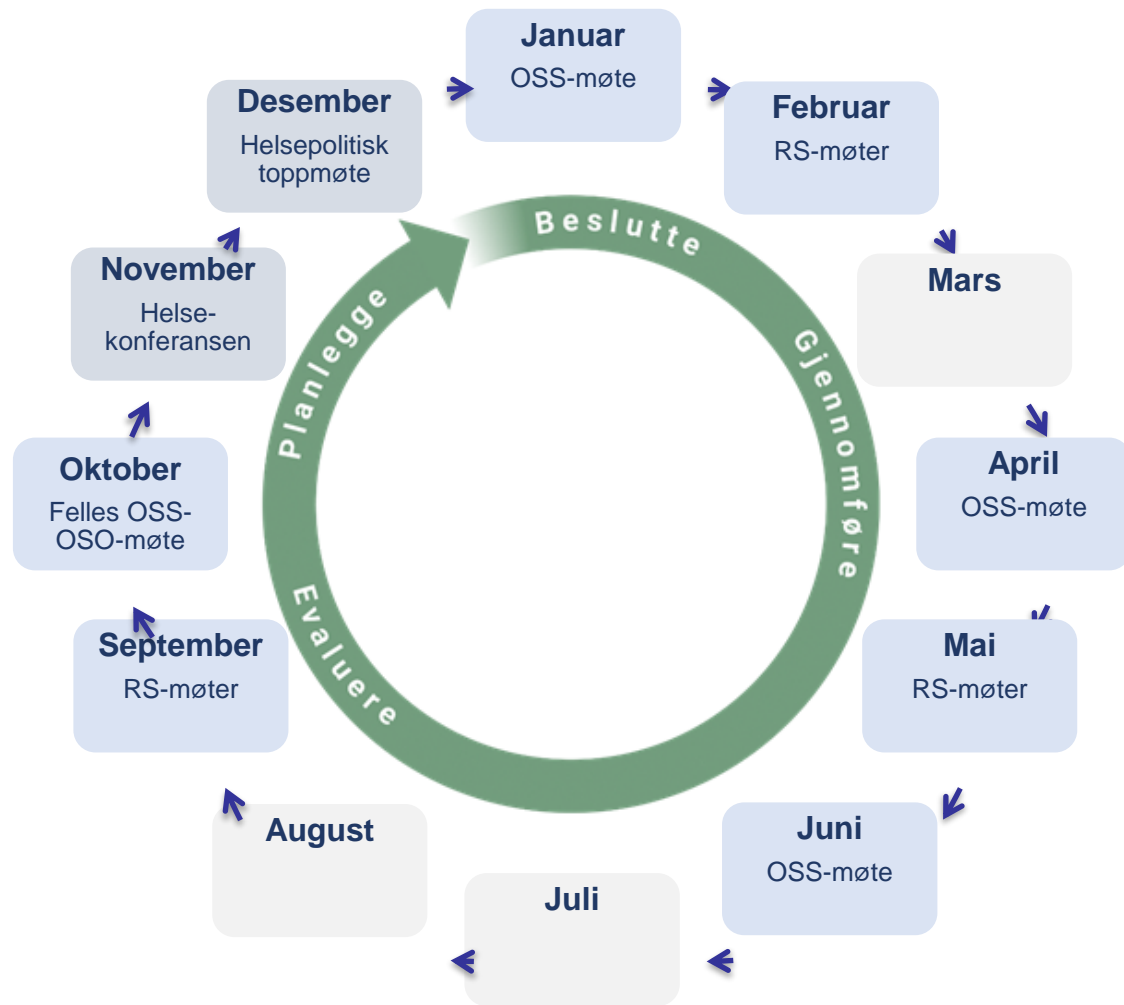 Januar
OSS-møte
Februar
RS-møter
Mars
April
OSS-møte
Mai
RS-møter
Juni
OSS-møte
Juli
August
September
RS-møter
Oktober
Felles OSS-
OSO-møte
November
Helse-
konferansen
Desember
Helsepolitisk
toppmøte
Beslutte
Gjennomføre
Evaluere
Planlegge